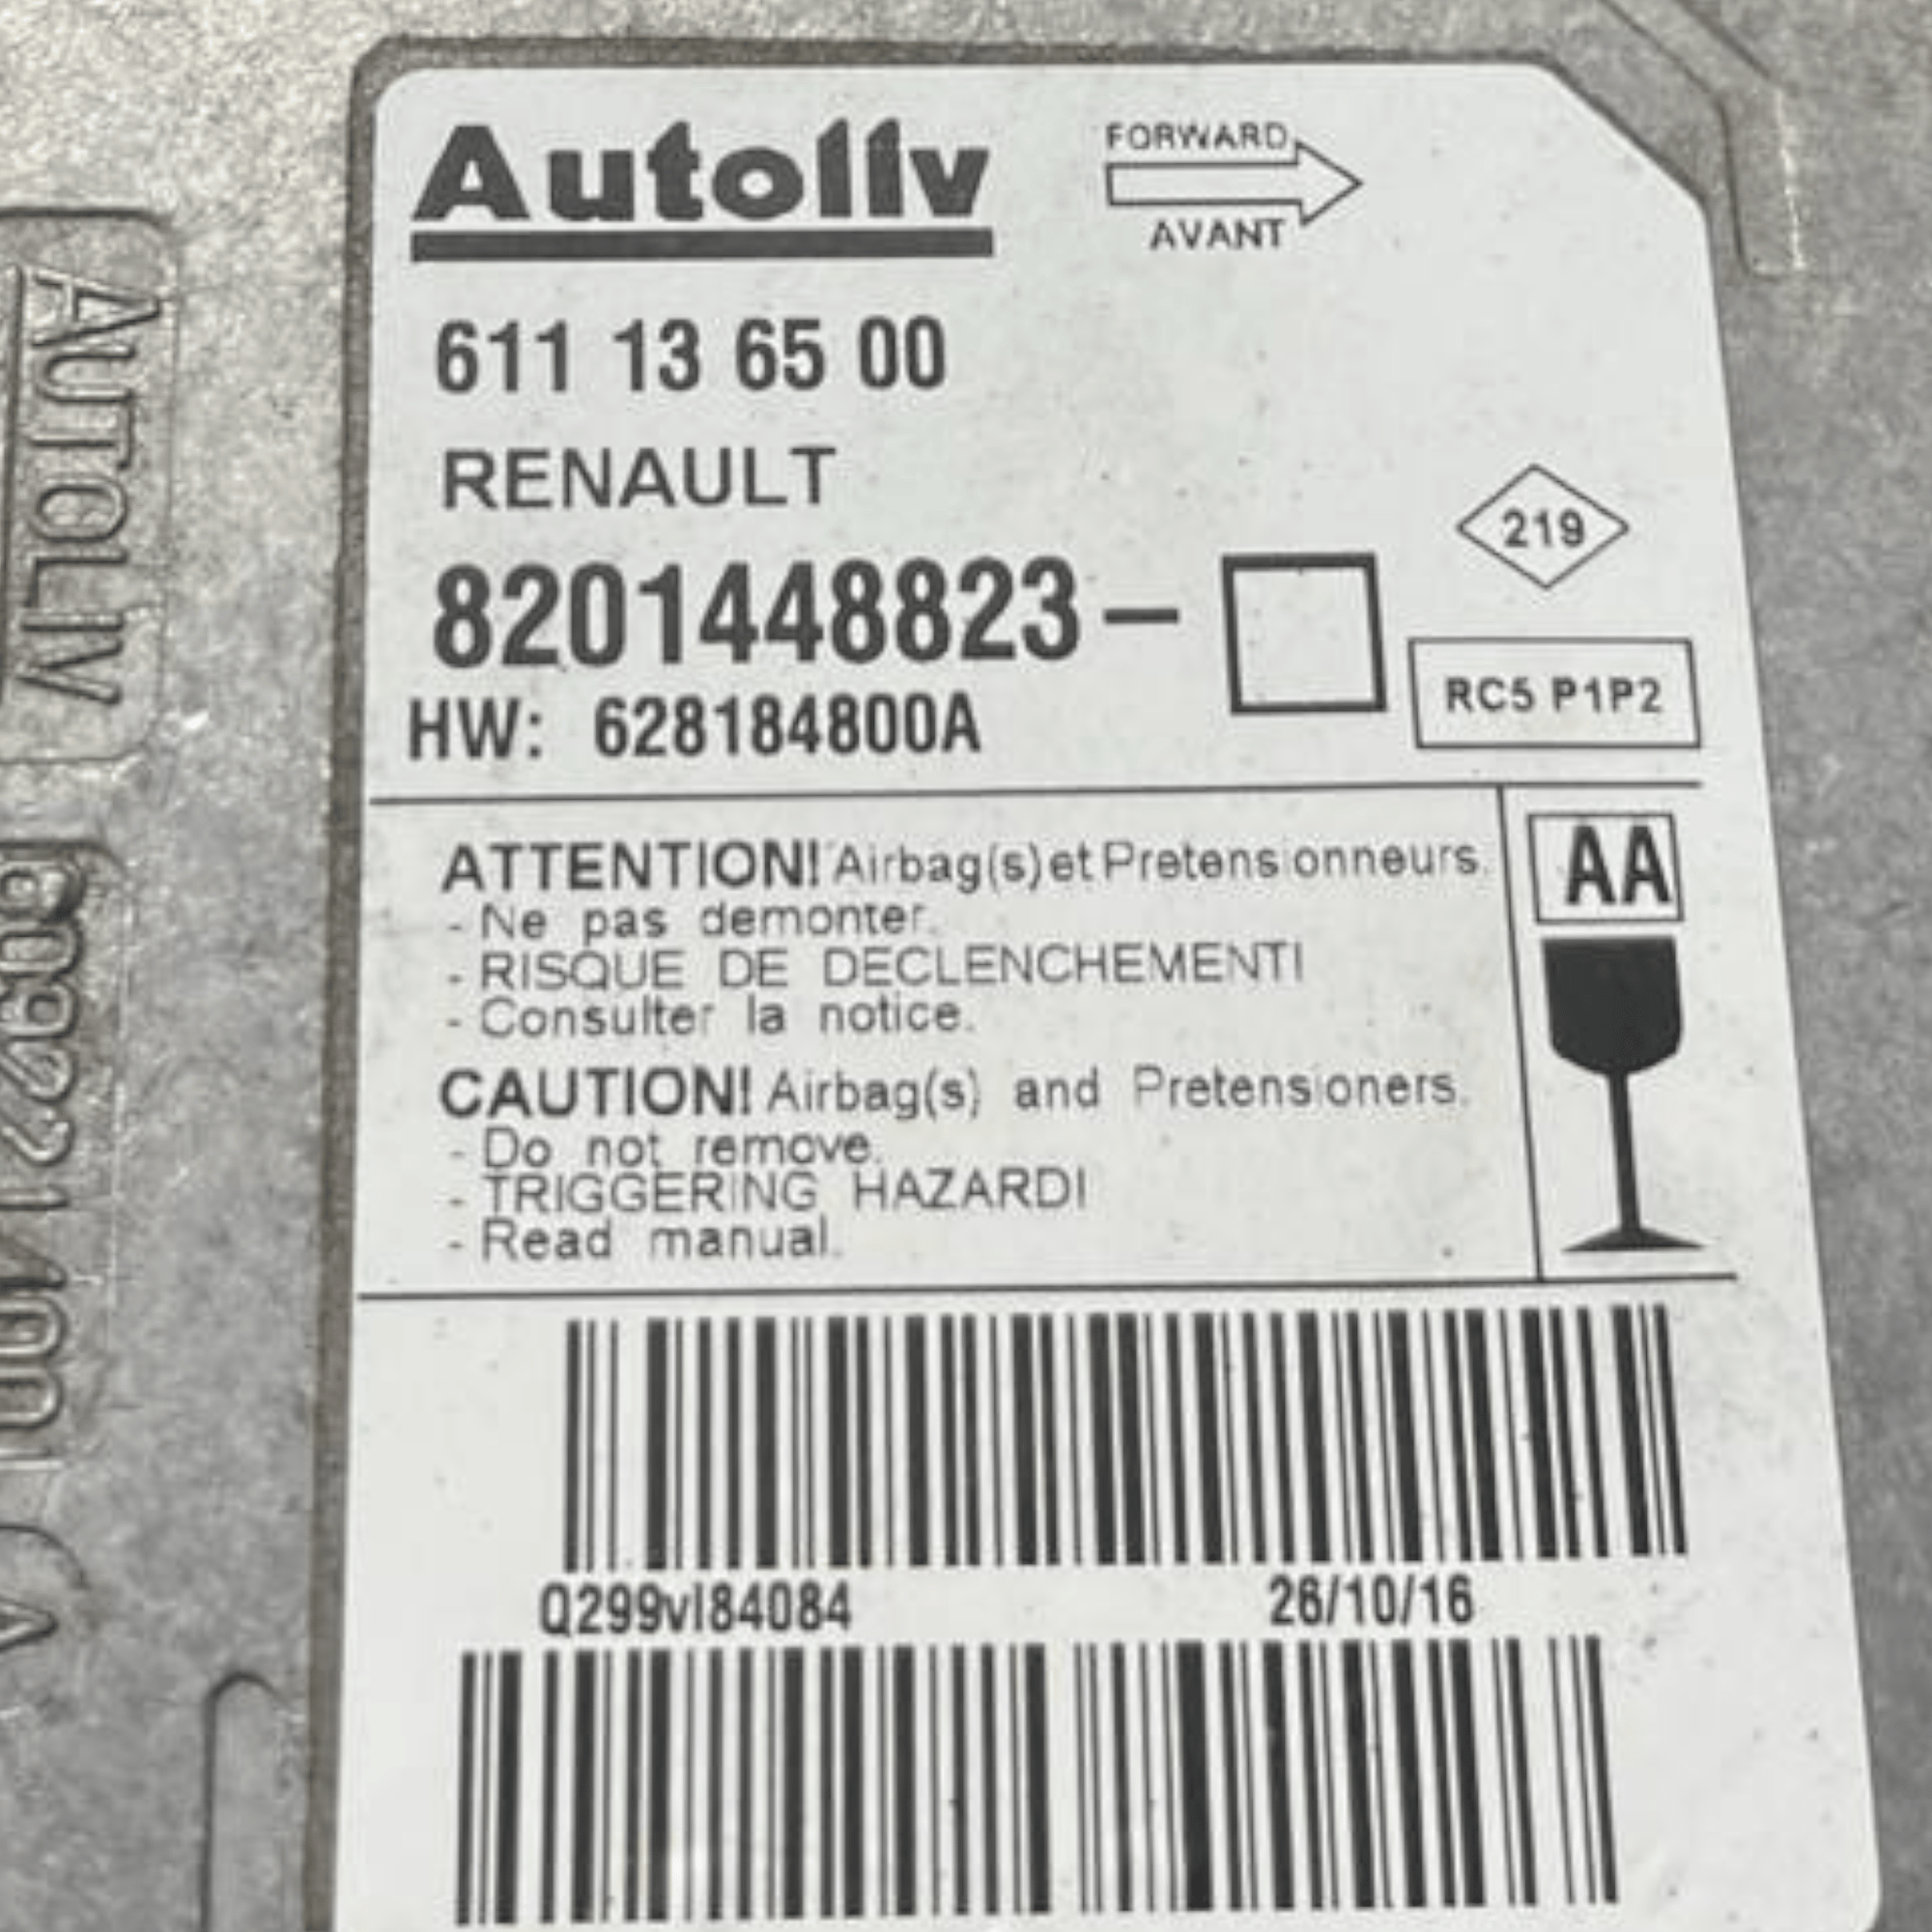 Autoliv
FORWARD
AVANT
611 13 65 00
RENAULT
219
8201448823-
RC5 P1P2
HW: 628184800A
ATTENTION! Airbag(s) et Pretensionneurs.
- Ne pas demonter.
- RISQUE DE DECLENCHEMENT!
- Consulter la notice.
AA
CAUTION! Airbag(s) and Pretensioners.
- Do not remove.
- TRIGGERING HAZARD!
- Read manual.
Q299vI84084 26/10/16
AUTOLIV